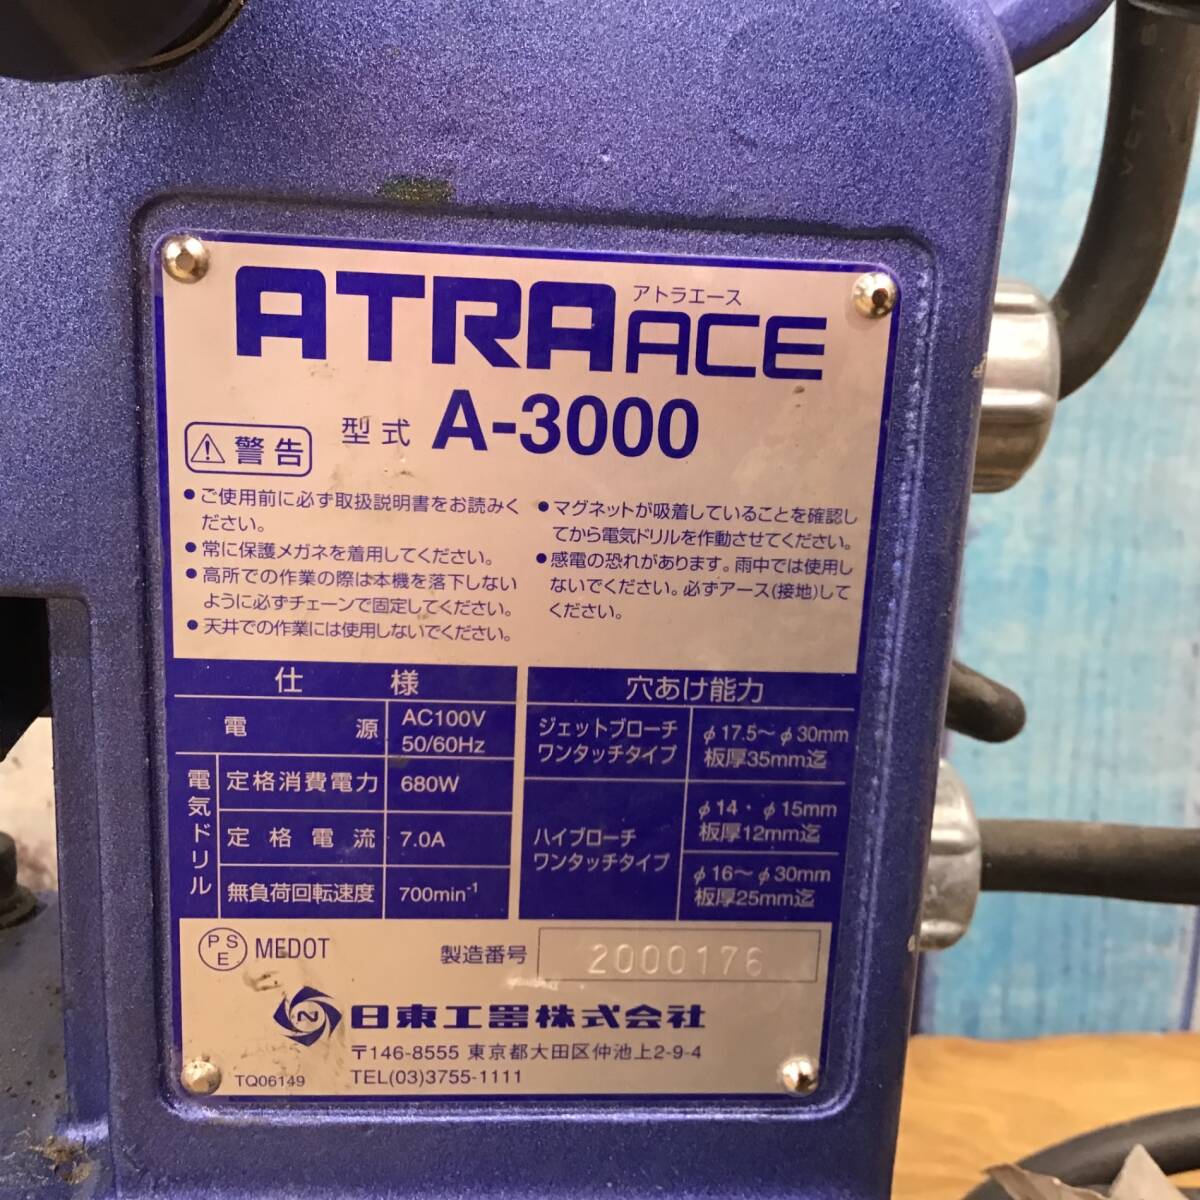 ATRA ACE
アトラエース
型式 A-3000
警告
●ご使用前に必ず取扱説明書をお読みく
ださい。
●常に保護メガネを着用してください。
●高所での作業の際は本機を落下しない
ように必ずチェーンで固定してください。
●天井での作業には使用しないでください。
●マグネットが吸着していることを確認し
てから電気ドリルを作動させてください。
●感電の恐れがあります。雨中では使用し
ないでください。必ずアース(接地)して
ください。
仕様
電源 AC100V
50/60Hz
電気ドリル
定格消費電力 680W
定格電流 7.0A
無負荷回転速度 700min⁻¹
穴あけ能力
ジェットブローチ
ワンタッチタイプ
φ17.5～φ30mm
板厚35mm迄
ハイブローチ
ワンタッチタイプ
φ14・φ15mm
板厚12mm迄
φ16～φ30mm
板厚25mm迄
PSE MEDOT
製造番号 2000176
日東工器株式会社
〒146-8555 東京都大田区仲池上2-9-4
TEL(03)3755-1111
TQ06149
VCT